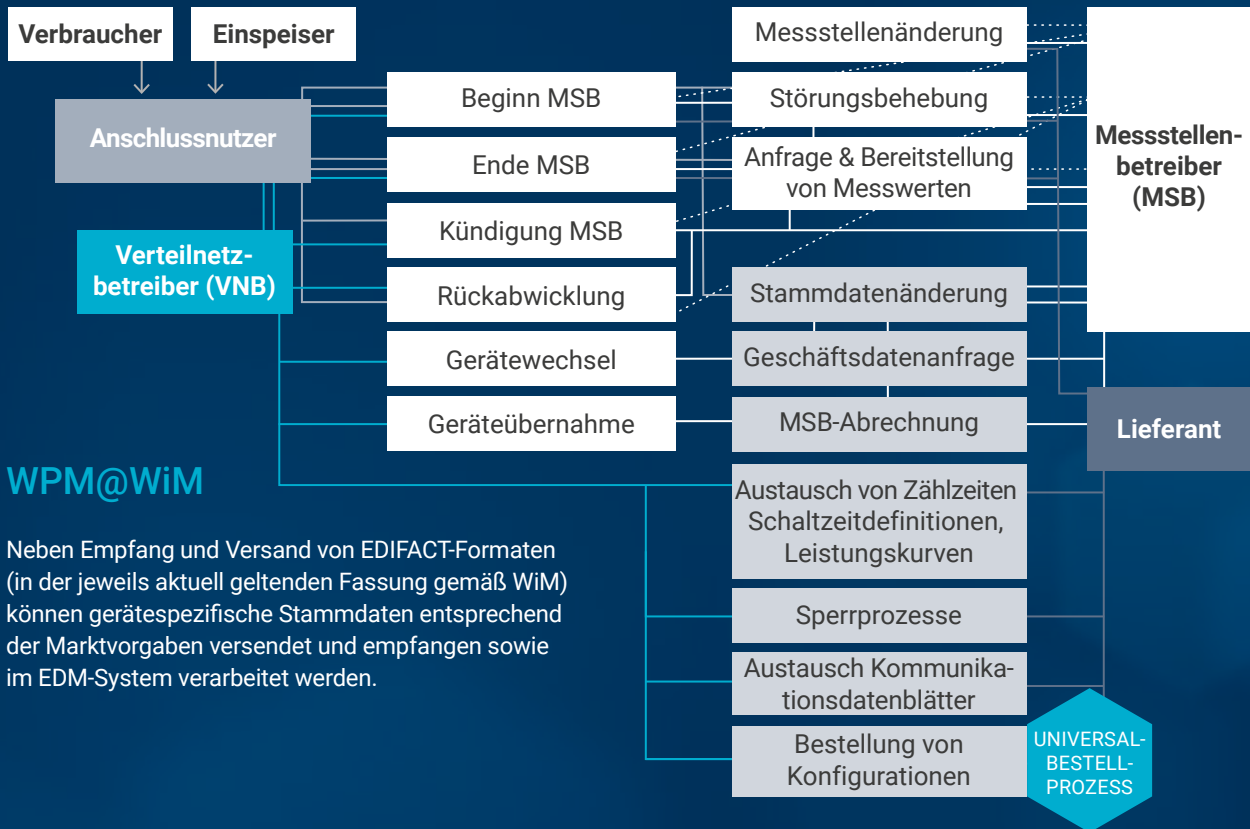 Verbraucher
Einspeiser
Anschlussnutzer
Verteilnetz-
betreiber (VNB)
Beginn MSB
Ende MSB
Kündigung MSB
Rückabwicklung
Gerätewechsel
Geräteübernahme
Messstellenänderung
Störungsbehebung
Anfrage & Bereitstellung
von Messwerten
Stammdatenänderung
Geschäftsdatenanfrage
MSB-Abrechnung
Austausch von Zählzeiten
Schaltzeitdefinitionen,
Leistungskurven
Sperrprozesse
Austausch Kommunika-
tionsdatenblätter
Bestellung von
Konfigurationen
Messstellen-
betreiber
(MSB)
Lieferant
UNIVERSAL-
BESTELL-
PROZESS
WPM@WiM
Neben Empfang und Versand von EDIFACT-Formaten
(in der jeweils aktuell geltenden Fassung gemäß WiM)
können gerätespezifische Stammdaten entsprechend
der Marktvorgaben versendet und empfangen sowie
im EDM-System verarbeitet werden.